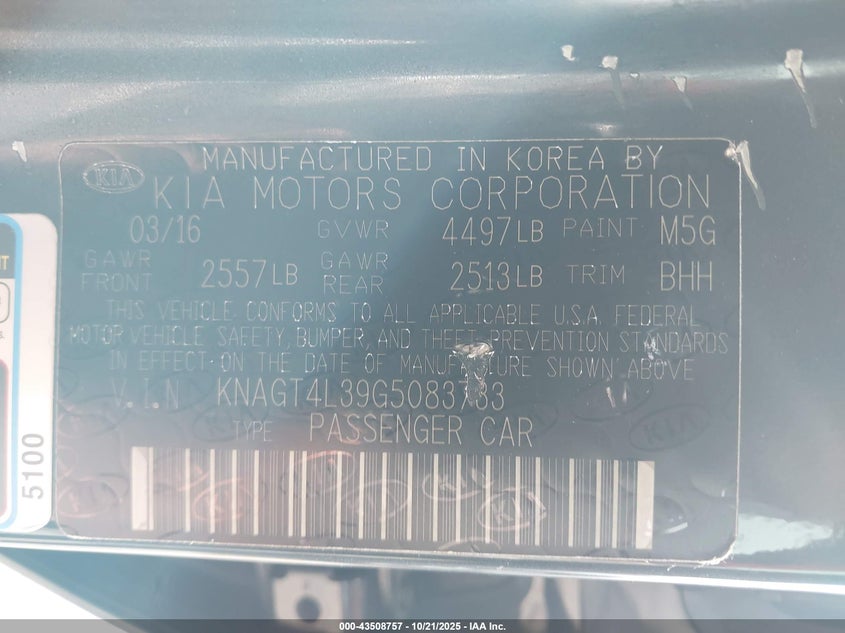 MANUFACTURED IN KOREA BY
KIA
KIA MOTORS CORPORATION
03/16 GVWR 4497LB PAINT M5G
GAWR FRONT 2557LB GAWR REAR 2513LB TRIM BHH
THIS VEHICLE CONFORMS TO ALL APPLICABLE U.S.A. FEDERAL
MOTOR VEHICLE SAFETY, BUMPER, AND THEFT PREVENTION STANDARDS
IN EFFECT ON THE DATE OF MANUFACTURE SHOWN ABOVE
V.I.N
TYPE PASSENGER CAR
5100
000-43508757 - 10/21/2025 - IAA Inc.